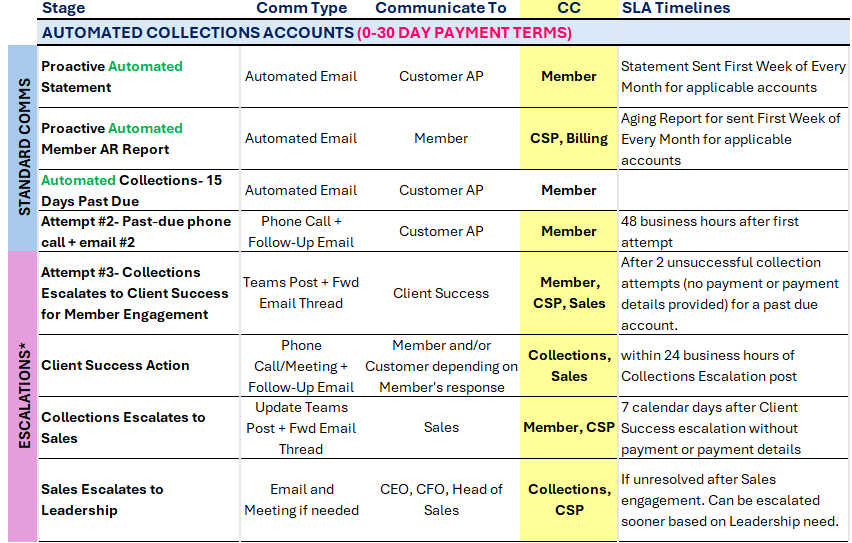 Stage Comm Type Communicate To CC SLA Timelines
AUTOMATED COLLECTIONS ACCOUNTS (0-30 DAY PAYMENT TERMS)
STANDARD COMMS
Proactive Automated
Statement
Automated Email
Customer AP
Member
Statement Sent First Week of Every
Month for applicable accounts
Proactive Automated
Member AR Report
Automated Email
Member
CSP, Billing
Aging Report for sent First Week of
Every Month for applicable
accounts
Automated Collections- 15
Days Past Due
Automated Email
Customer AP
Member
Attempt #2- Past-due phone
call + email #2
Phone Call +
Follow-Up Email
Customer AP
Member
48 business hours after first
attempt
ESCALATIONS*
Attempt #3- Collections
Escalates to Client Success
for Member Engagement
Teams Post + Fwd
Email Thread
Client Success
Member,
CSP, Sales
After 2 unsuccessful collection
attempts (no payment or payment
details provided) for a past due
account.
Client Success Action
Phone
Call/Meeting +
Follow-Up Email
Member and/or
Customer depending on
Member's response
Collections,
Sales
within 24 business hours of
Collections Escalation post
Collections Escalates to
Sales
Update Teams
Post + Fwd Email
Thread
Sales
Member, CSP
7 calendar days after Client
Success escalation without
payment or payment details
Sales Escalates to
Leadership
Email and
Meeting if needed
CEO, CFO, Head of
Sales
Collections,
CSP
If unresolved after Sales
engagement. Can be escalated
sooner based on Leadership need.